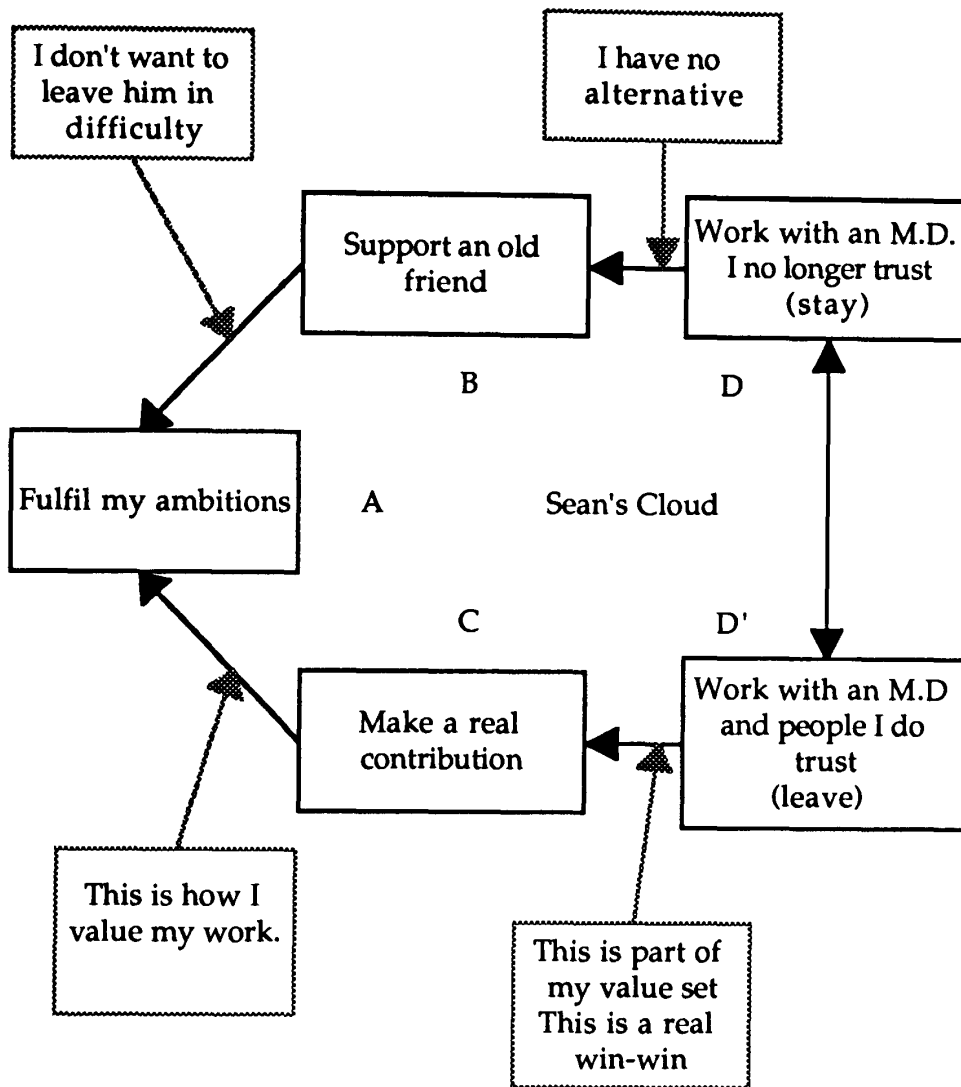 I don't want to
leave him in
difficulty
I have no
alternative
Support an old
friend
Work with an M.D.
I no longer trust
(stay)
B
D
Fulfil my ambitions
A
Sean's Cloud
C
D'
Make a real
contribution
Work with an M.D
and people I do
trust
(leave)
This is how I
value my work.
This is part of
my value set
This is a real
win-win